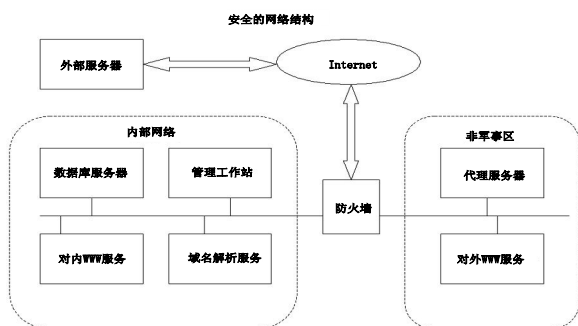 安全的网络结构
外部服务器
Internet
内部网络
非军事区
数据库服务器
管理工作站
防火墙
代理服务器
对内WWW服务
域名解析服务
对外WWW服务